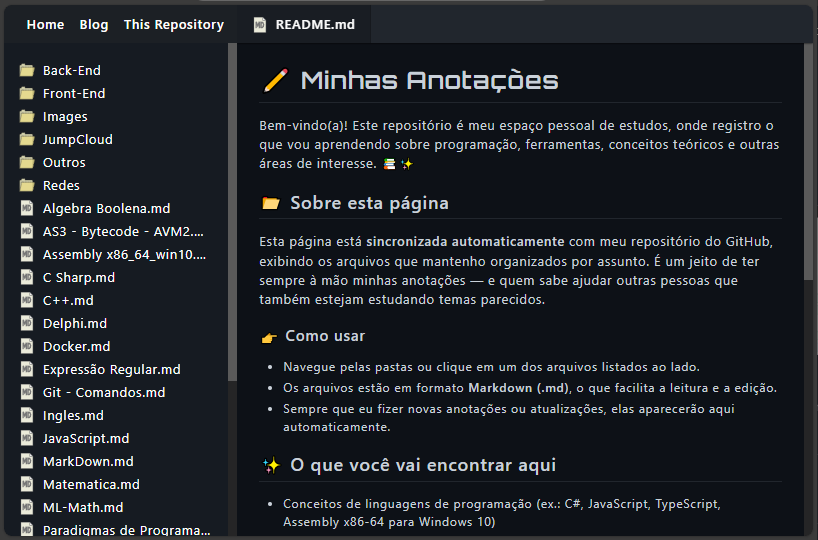 Home Blog This Repository
README.md
Back-End
Front-End
Images
JumpCloud
Outros
Redes
Algebra Boolena.md
AS3 - Bytecode - AVM2....
Assembly x86_64_win10....
C Sharp.md
C++.md
Delphi.md
Docker.md
Expressão Regular.md
Git - Comandos.md
Ingles.md
JavaScript.md
MarkDown.md
Matematica.md
ML-Math.md
Paradigmas de Programa...
Minhas Anotações
Bem-vindo(a)! Este repositório é meu espaço pessoal de estudos, onde registro o
que vou aprendendo sobre programação, ferramentas, conceitos teóricos e outras
áreas de interesse.
Sobre esta página
Esta página está sincronizada automaticamente com meu repositório do GitHub,
exibindo os arquivos que mantenho organizados por assunto. É um jeito de ter
sempre à mão minhas anotações — e quem sabe ajudar outras pessoas que
também estejam estudando temas parecidos.
Como usar
• Navegue pelas pastas ou clique em um dos arquivos listados ao lado.
• Os arquivos estão em formato Markdown (.md), o que facilita a leitura e a edição.
• Sempre que eu fizer novas anotações ou atualizações, elas aparecerão aqui
automaticamente.
O que você vai encontrar aqui
• Conceitos de linguagens de programação (ex.: C#, JavaScript, TypeScript,
Assembly x86-64 para Windows 10)